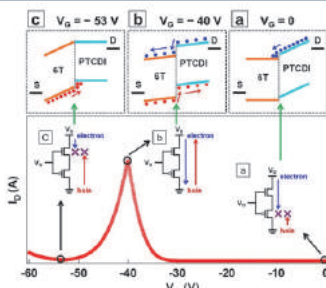 c V_G = − 53 V
b V_G = − 40 V
a V_G = 0
D
PTCDI
6T
S
D
PTCDI
6T
S
D
PTCDI
6T
S
c
electron
hole
b
electron
hole
a
electron
hole
I_D (A)
-60 -50 -40 -30 -20 -10 0